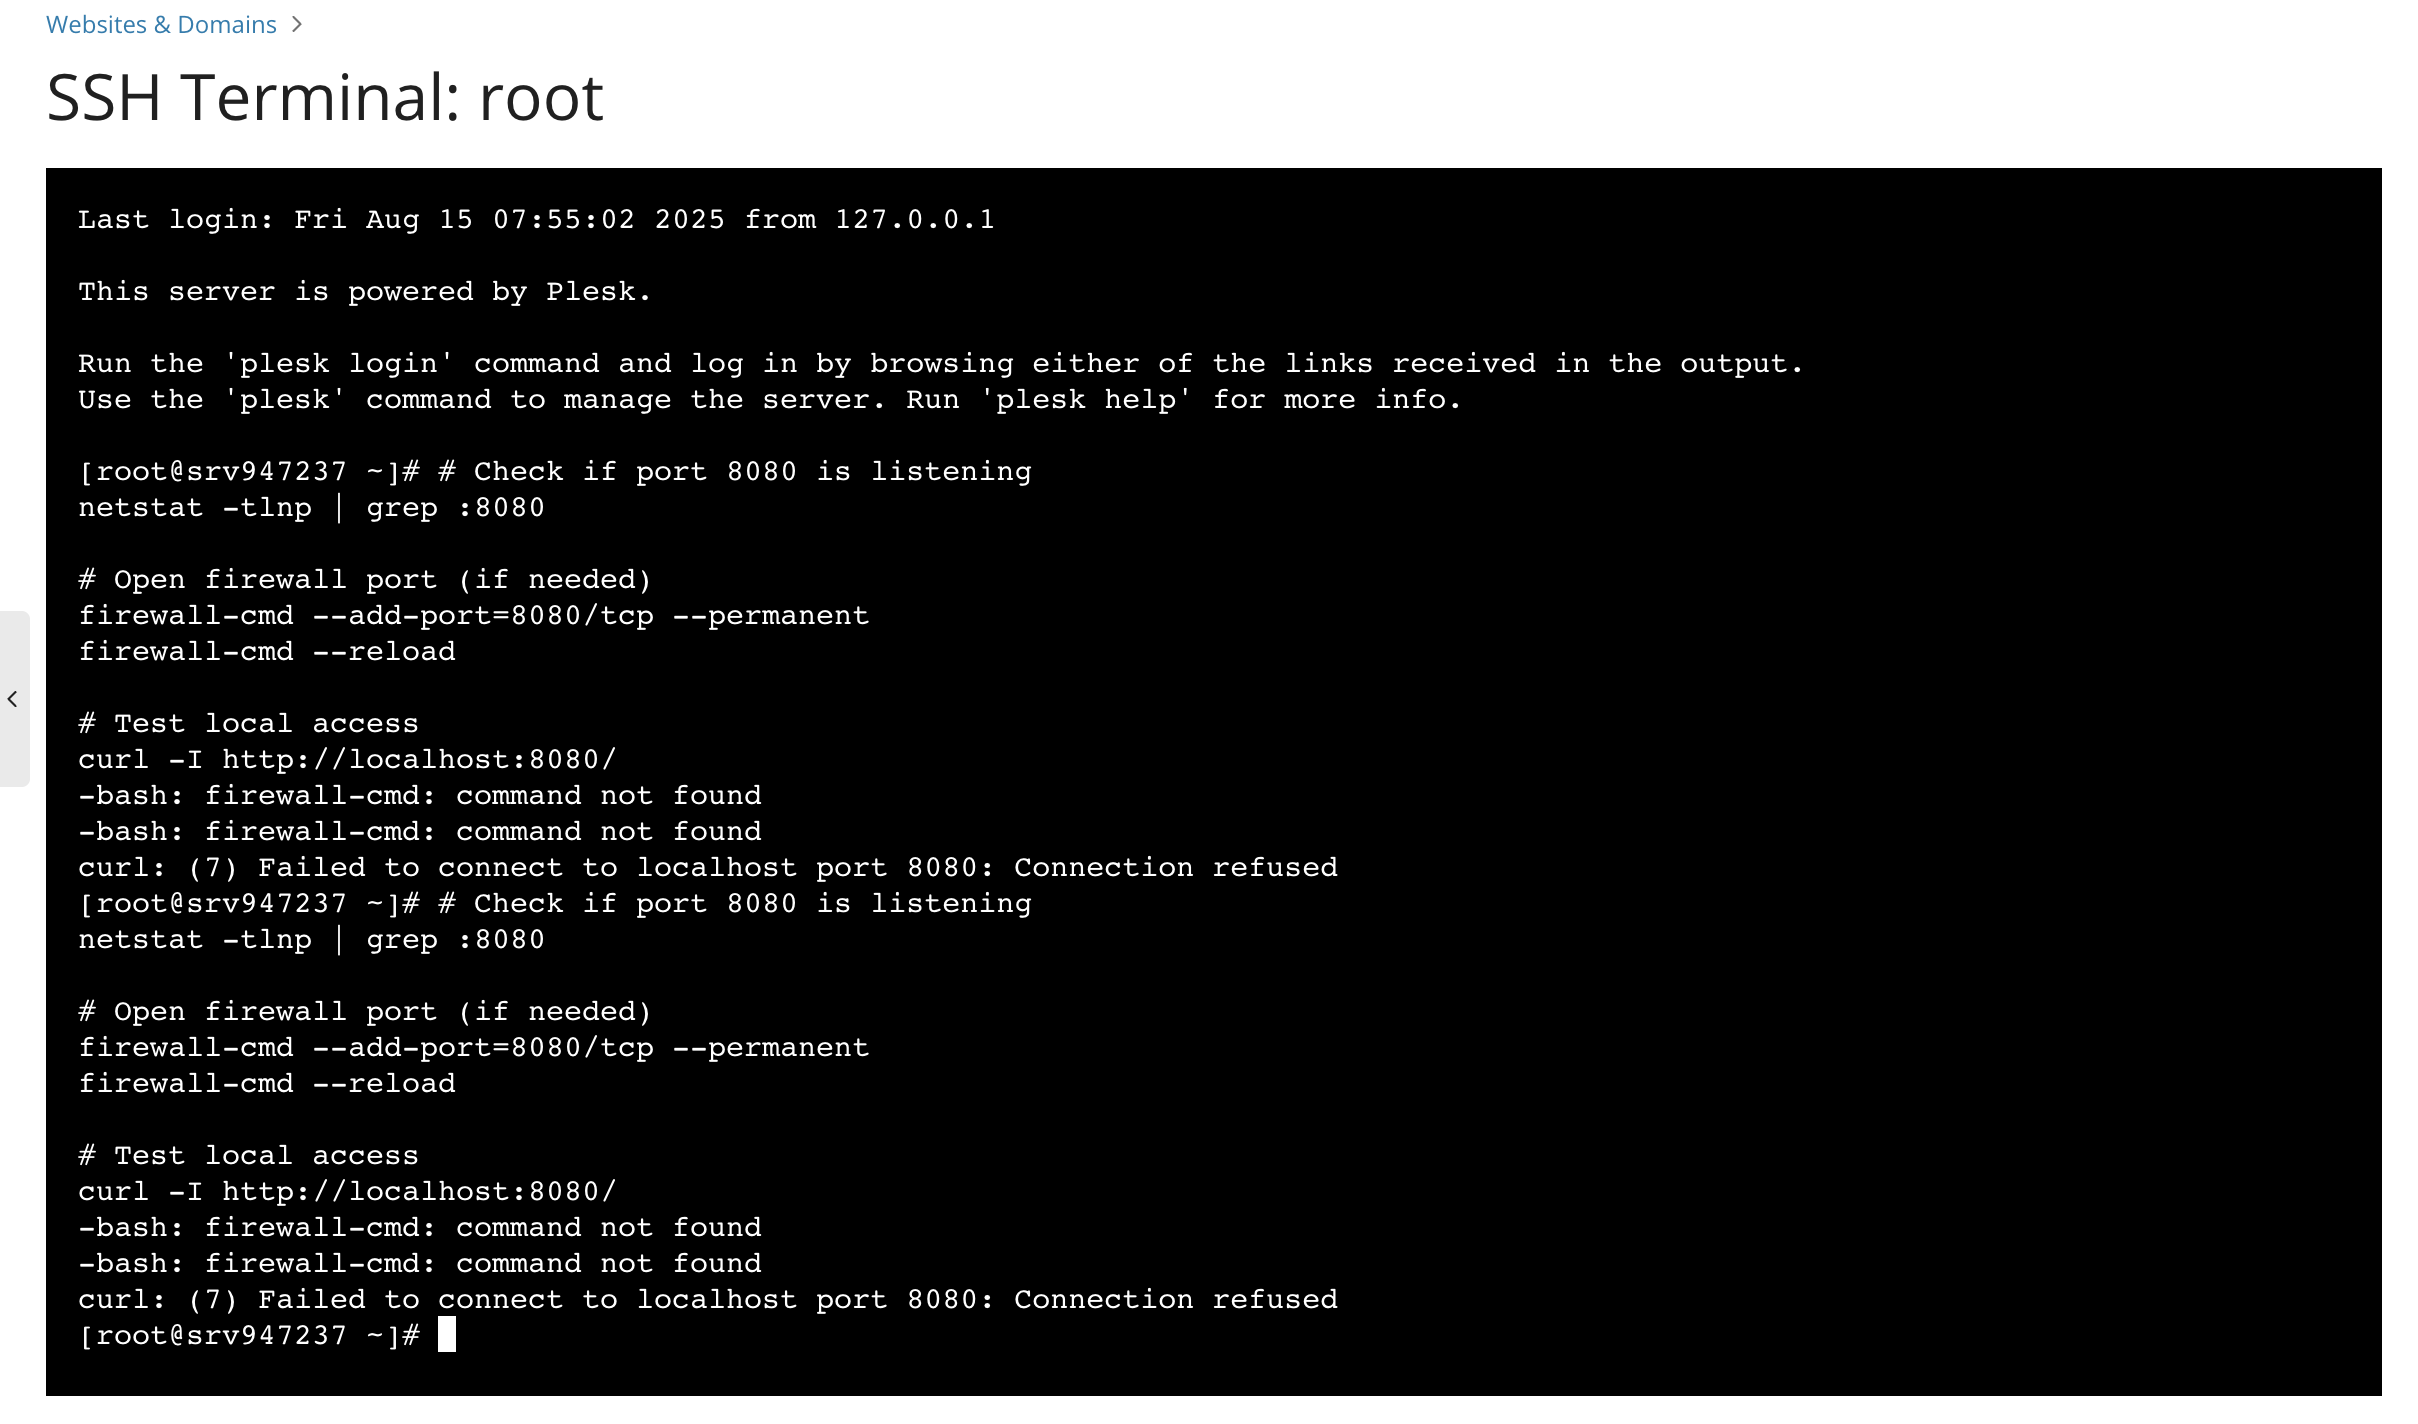 Websites & Domains >
SSH Terminal: root
Last login: Fri Aug 15 07:55:02 2025 from 127.0.0.1
This server is powered by Plesk.
Run the 'plesk login' command and log in by browsing either of the links received in the output.
Use the 'plesk' command to manage the server. Run 'plesk help' for more info.
[root@srv947237 ~]# # Check if port 8080 is listening
netstat -tlnp | grep :8080
# Open firewall port (if needed)
firewall-cmd --add-port=8080/tcp --permanent
firewall-cmd --reload
# Test local access
curl -I http://localhost:8080/
-bash: firewall-cmd: command not found
-bash: firewall-cmd: command not found
curl: (7) Failed to connect to localhost port 8080: Connection refused
[root@srv947237 ~]# # Check if port 8080 is listening
netstat -tlnp | grep :8080
# Open firewall port (if needed)
firewall-cmd --add-port=8080/tcp --permanent
firewall-cmd --reload
# Test local access
curl -I http://localhost:8080/
-bash: firewall-cmd: command not found
-bash: firewall-cmd: command not found
curl: (7) Failed to connect to localhost port 8080: Connection refused
[root@srv947237 ~]#